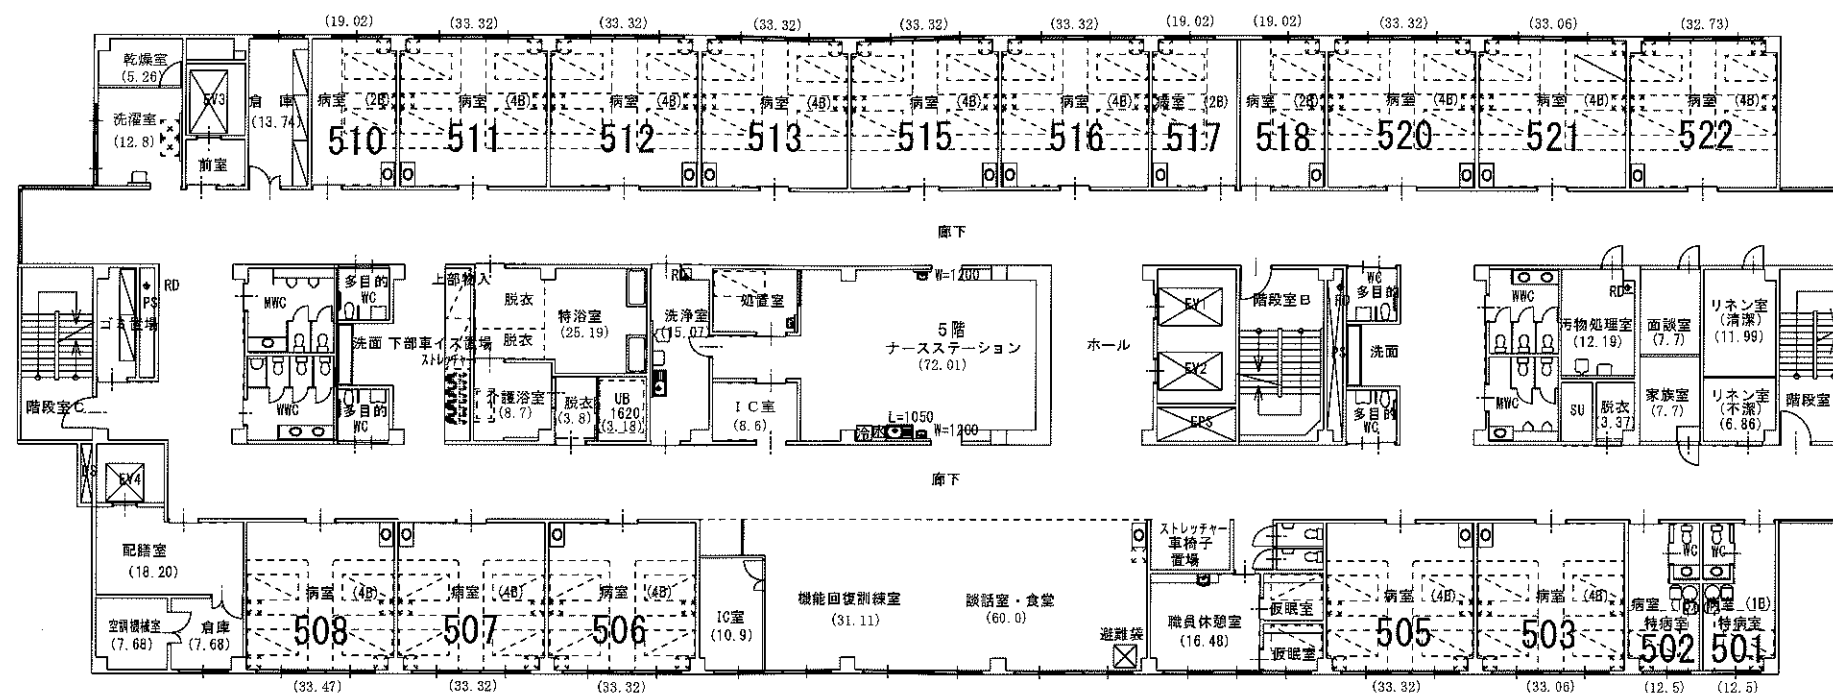 (19.02) (33.32) (33.32) (33.32) (33.32) (33.32) (19.02) (19.02) (33.32) (33.06) (32.73)
乾燥室
(5.26)
EV3
倉庫
(13.74)
洗濯室
(12.8)
前室
病室 (2B)
510
病室 (4B)
511
病室 (4B)
512
病室 (4B)
513
病室 (4B)
515
病室 (4B)
516
病室 (2B)
517
病室 (2B)
518
病室 (4B)
520
病室 (4B)
521
病室 (4B)
522
廊下
PS
RD
ゴミ置場
階段室C
MWC
多目的
WC
洗面
WWC
多目的
WC
上部物入
下部車イス置場
ストレッチャー
脱衣
脱衣
特浴室
(25.19)
介護浴室
(8.7)
脱衣
(3.8)
UB
1620
(3.18)
RD
洗浄室
(15.07)
処置室
IC室
(8.6)
W=1200
5階
ナースステーション
(72.01)
L=1050
冷水
W=1200
ホール
EV1
EV2
EPS
階段室B
RD
PS
WC
多目的
洗面
多目的
WC
WWC
MWC
RD
汚物処理室
(12.19)
SU
脱衣
(3.37)
面談室
(7.7)
家族室
(7.7)
リネン室
(清潔)
(11.99)
リネン室
(不潔)
(6.86)
階段室
廊下
PS
EV4
配膳室
(18.20)
空調機械室
(7.68)
倉庫
(7.68)
病室 (4B)
508
病室 (4B)
507
病室 (4B)
506
IC室
(10.9)
機能回復訓練室
(31.11)
談話室・食堂
(60.0)
避難袋
ストレッチャー
車椅子
置場
職員休憩室
(16.48)
仮眠室
仮眠室
病室 (4B)
505
病室 (4B)
503
WC
病室
特病室
502
WC
病室 (1B)
特病室
501
(33.47) (33.32) (33.32) (33.32) (33.06) (12.5) (12.5)